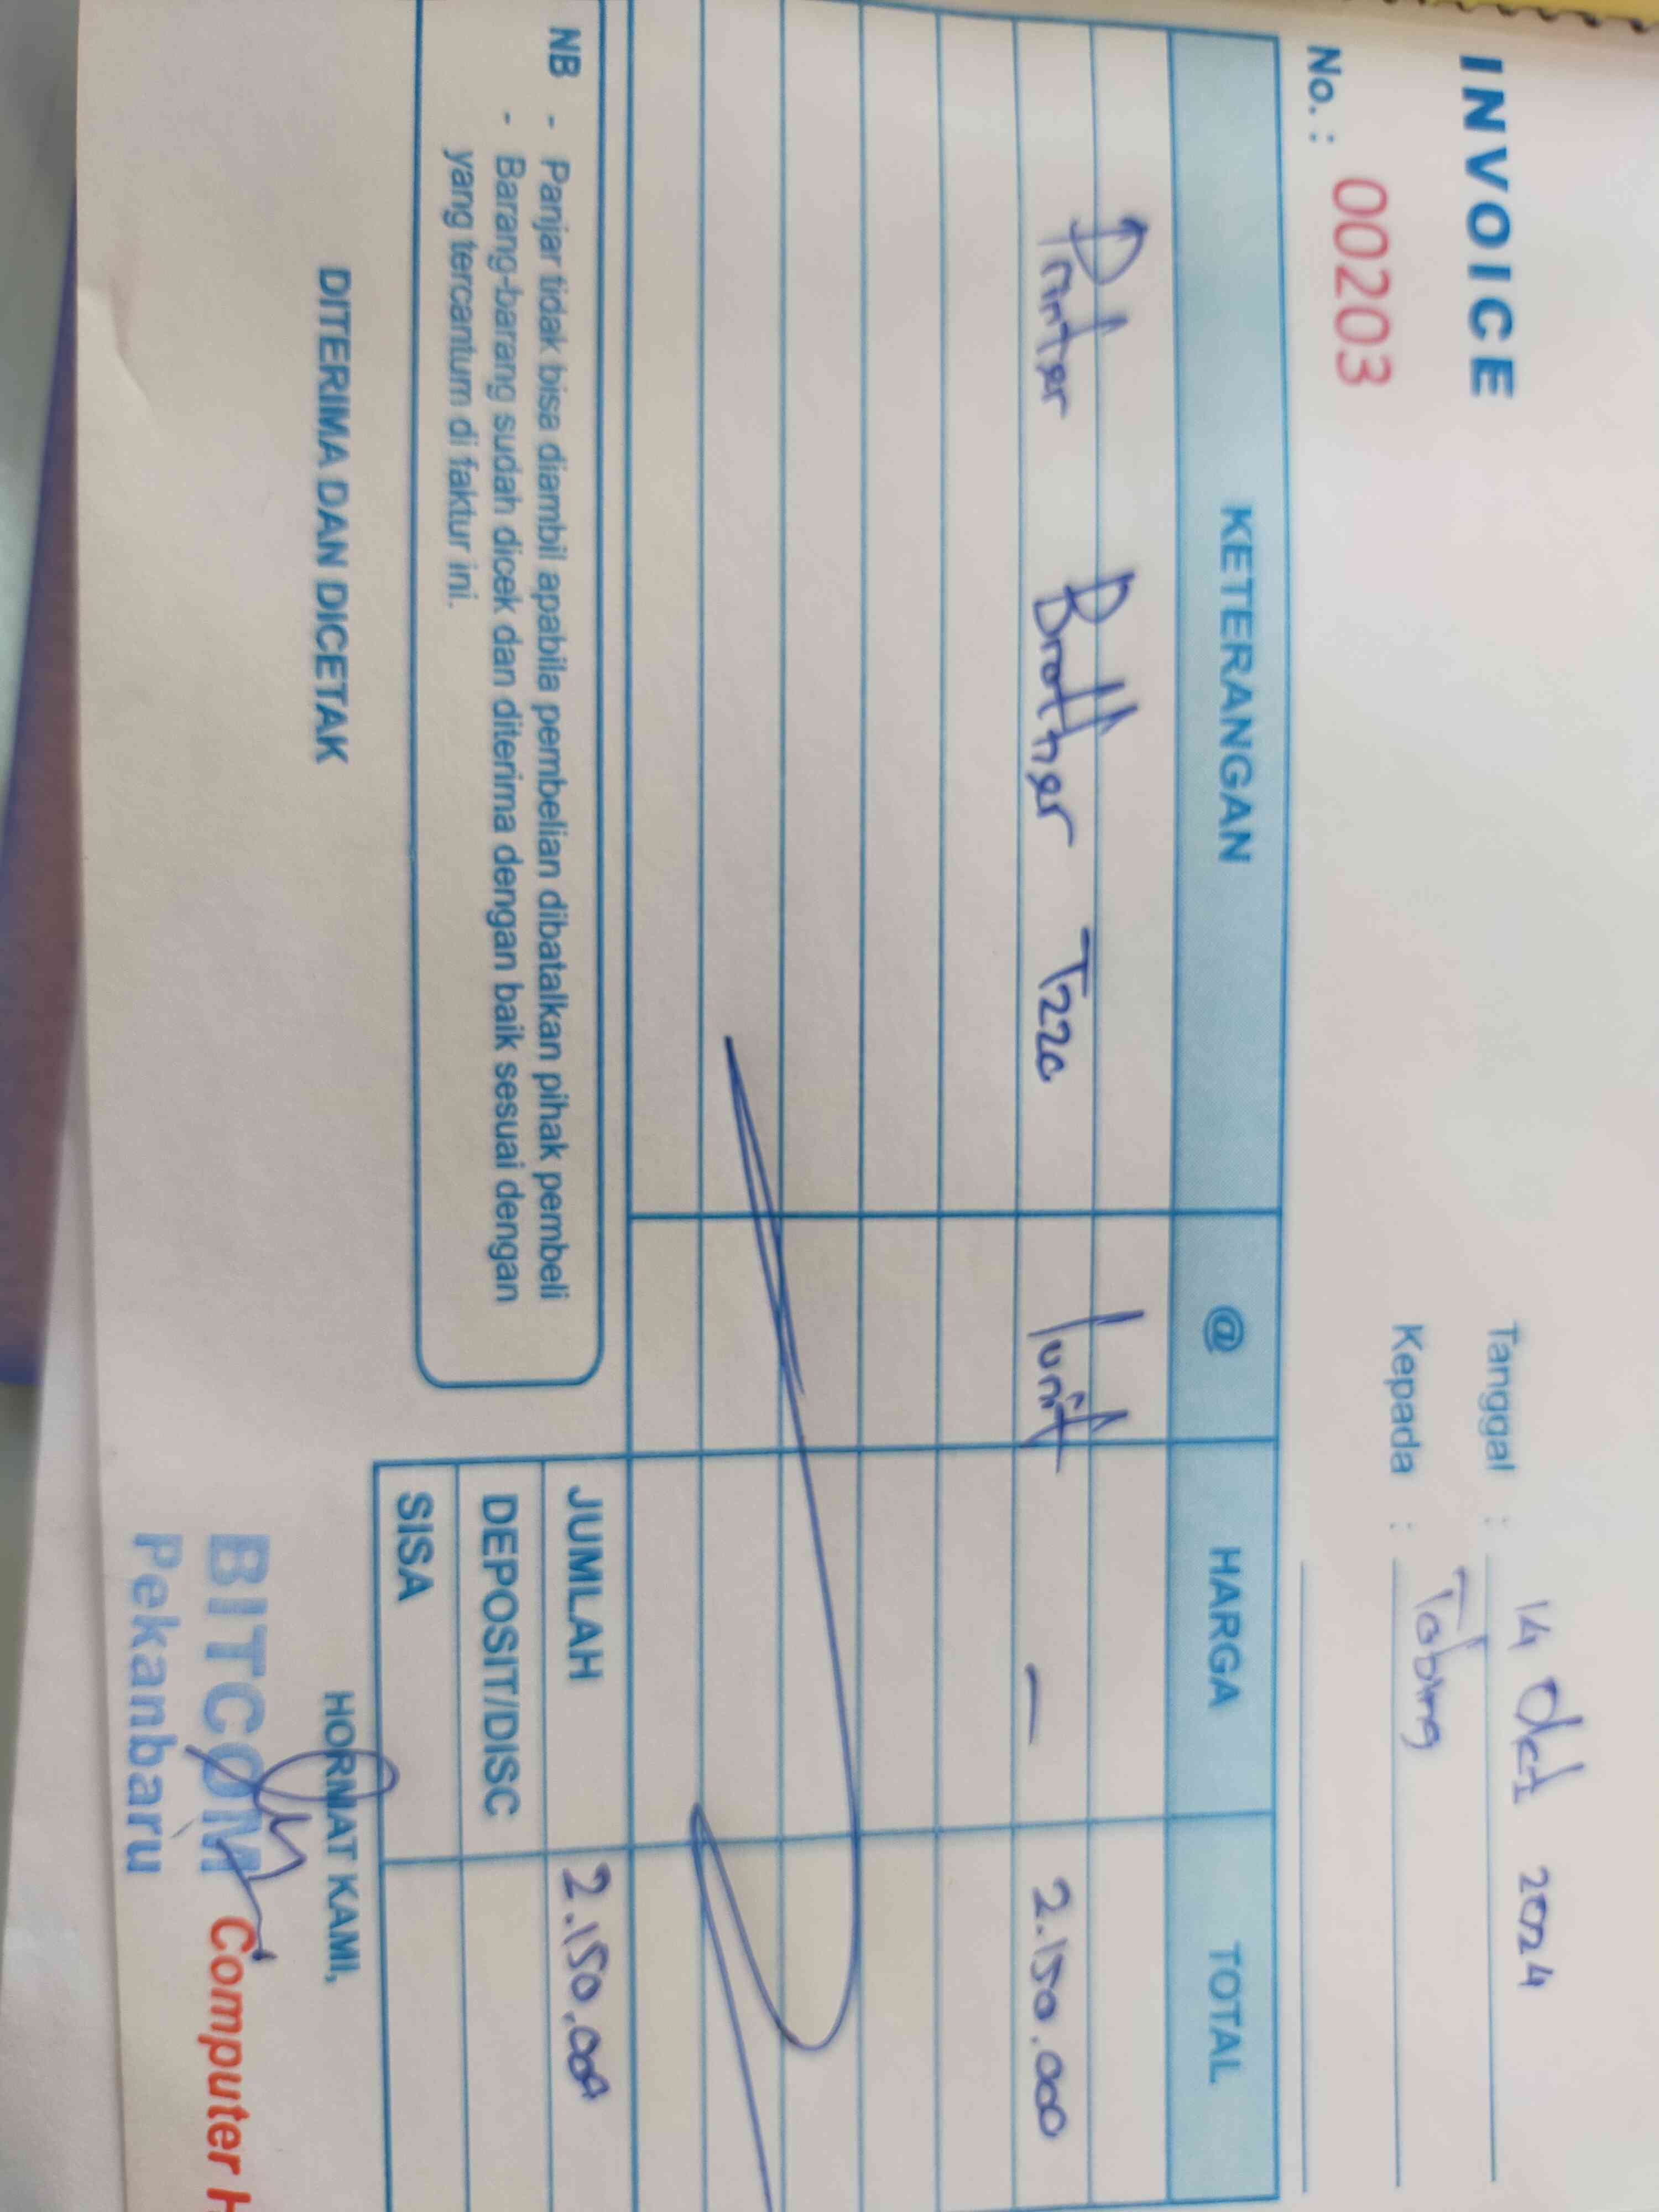 INVOICE
No. : 00203
Tanggal : 14 Oct 2024
Kepada : Tobing
KETERANGAN @ HARGA TOTAL
Printer Brother T220 1 unit - 2.150.000
JUMLAH 2.150.000
DEPOSIT/DISC
SISA
NB - Panjar tidak bisa diambil apabila pembelian dibatalkan pihak pembeli
- Barang-barang sudah dicek dan diterima dengan baik sesuai dengan
yang tercantum di faktur ini.
DITERIMA DAN DICETAK
HORMAT KAMI,
BITCOM Computer
Pekanbaru